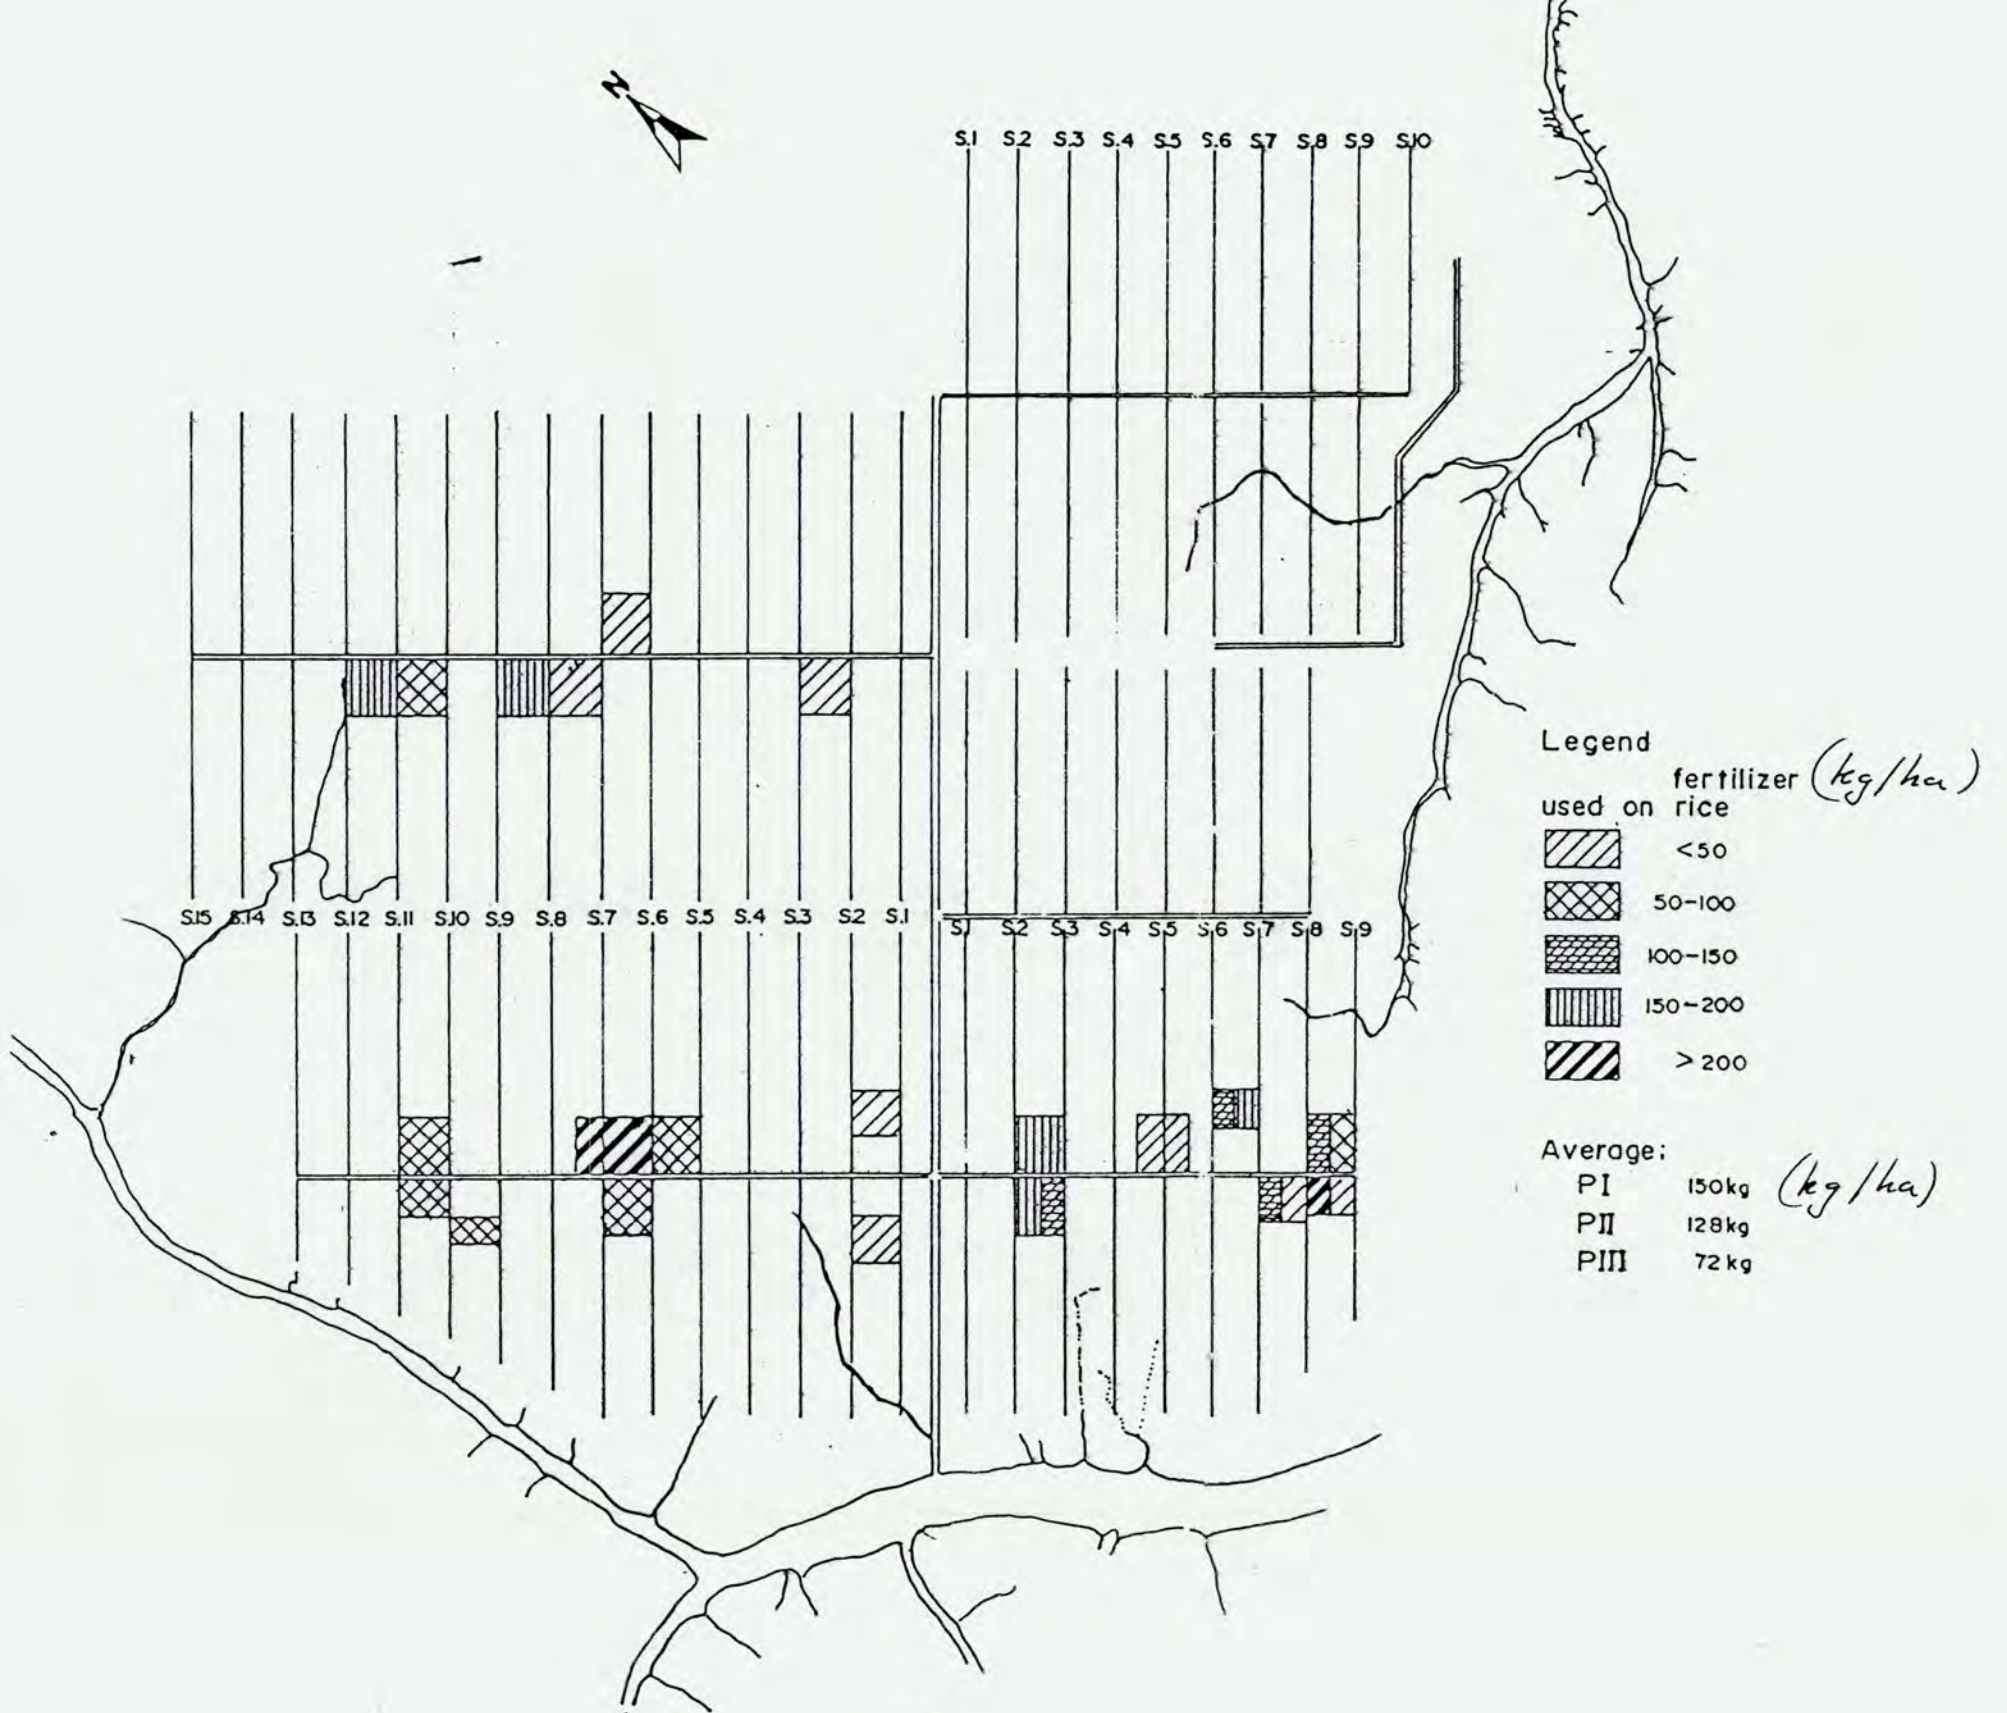 N
S.1 S.2 S.3 S.4 S.5 S.6 S.7 S.8 S.9 S.10
Legend
fertilizer (kg/ha)
used on rice
<50
50-100
100-150
150-200
>200
S.15 S.14 S.13 S.12 S.11 S.10 S.9 S.8 S.7 S.6 S.5 S.4 S.3 S.2 S.1
S.1 S.2 S.3 S.4 S.5 S.6 S.7 S.8 S.9
Average:
PI 150kg (kg/ha)
PII 128kg
PIII 72kg